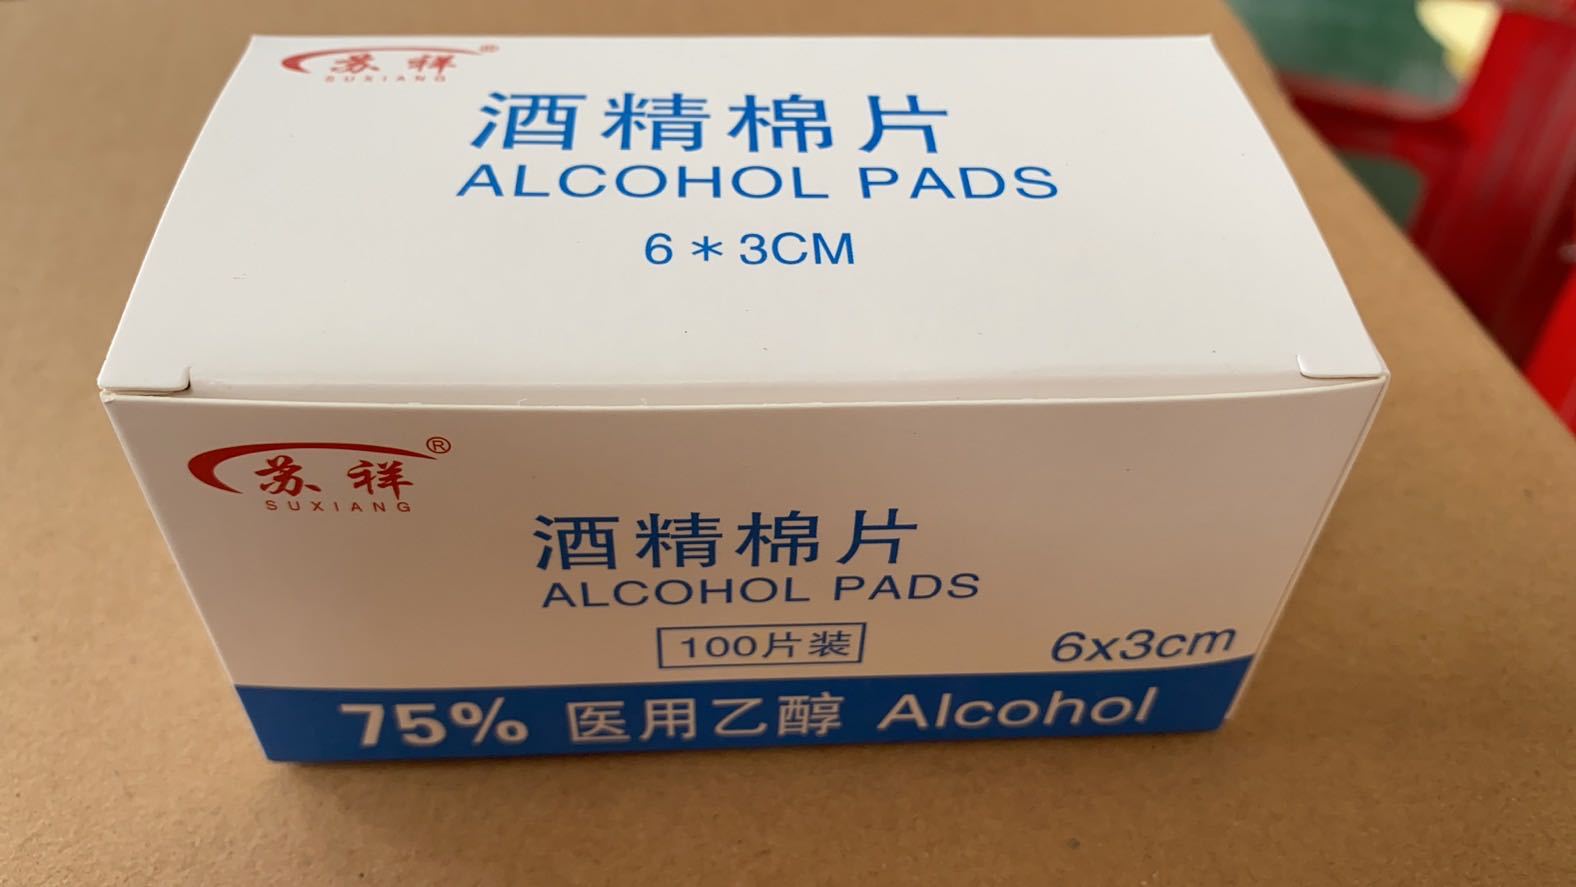 苏祥®
SUXIANG
酒精棉片
ALCOHOL PADS
6*3CM
苏祥®
SUXIANG
酒精棉片
ALCOHOL PADS
100片装
6x3cm
75% 医用乙醇 Alcohol